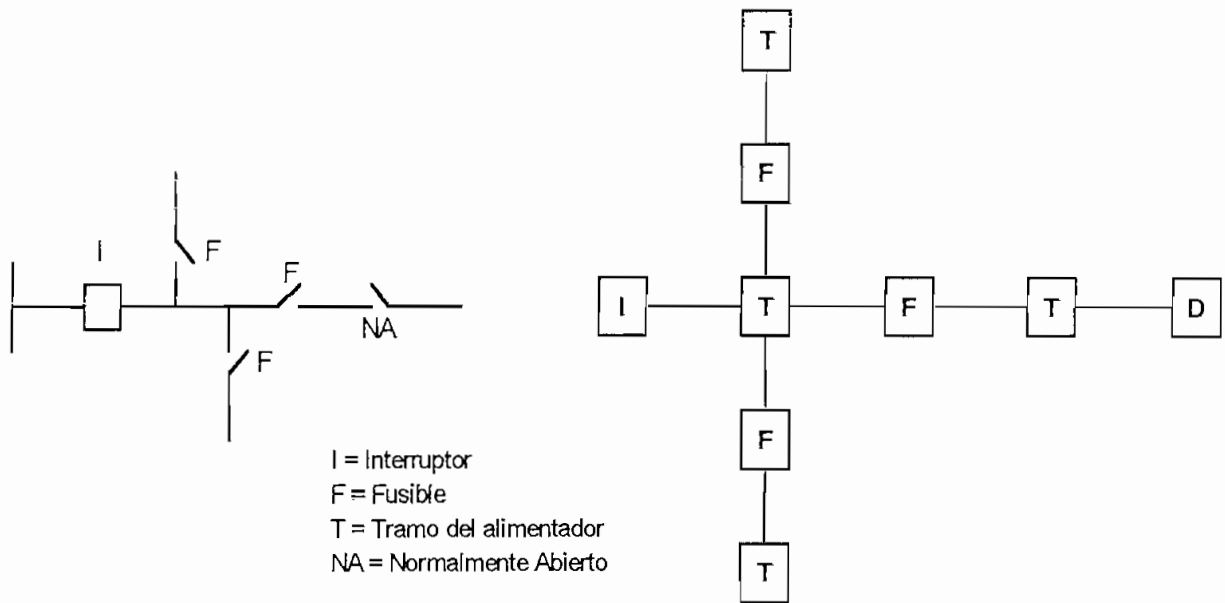 T
F
I
F
F
NA
F
I
T
F
T
D
F
T
I = Interruptor
F = Fusible
T = Tramo del alimentador
NA = Normalmente Abierto